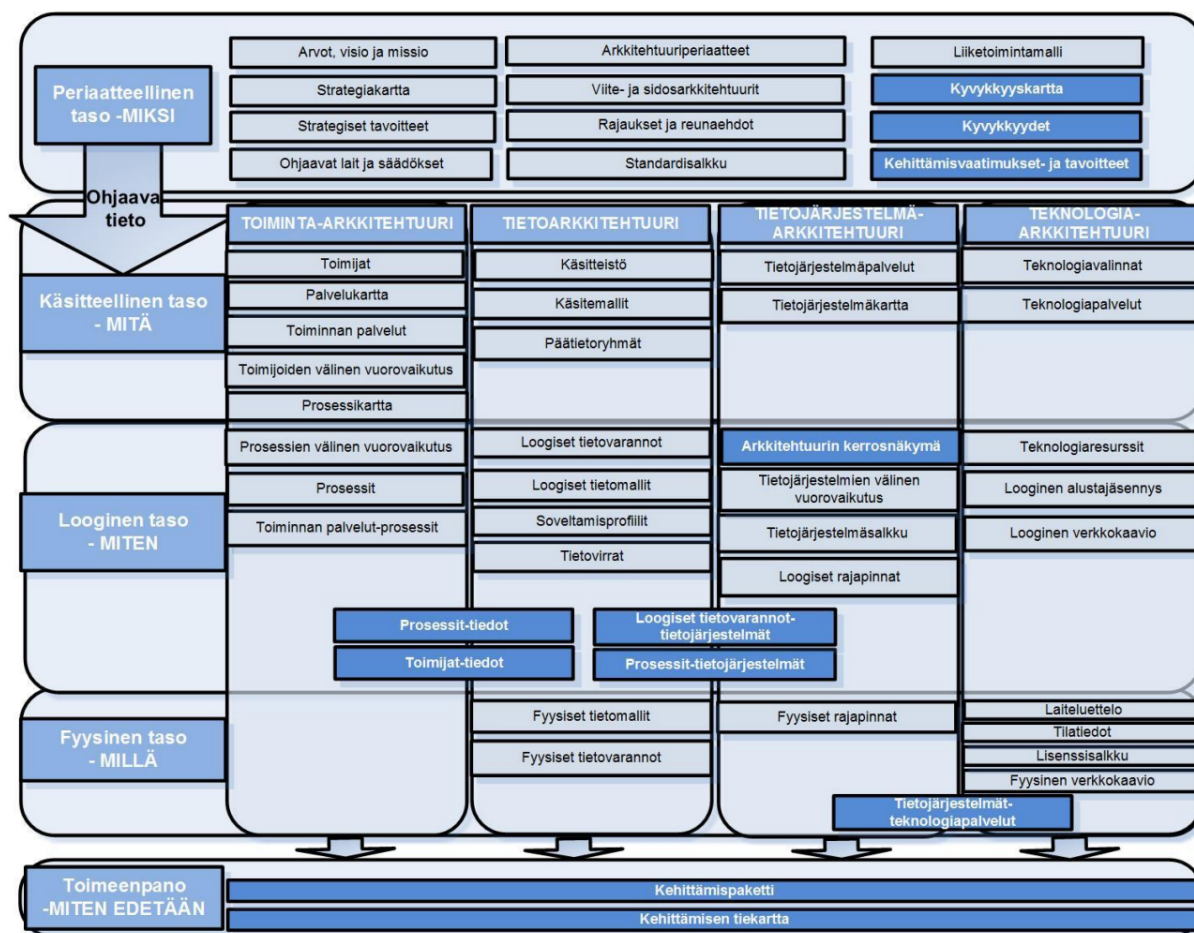 Periaatteellinen
taso -MIKSI
Arvot, visio ja missio
Strategiakartta
Strategiset tavoitteet
Ohjaavat lait ja säädökset
Arkkitehtuuriperiaatteet
Viite- ja sidosarkkitehtuurit
Rajaukset ja reunaehdot
Standardisalkku
Liiketoimintamalli
Kyvykkyyskartta
Kyvykkyydet
Kehittämisvaatimukset- ja tavoitteet
Ohjaava
tieto
TOIMINTA-ARKKITEHTUURI
TIETOARKKITEHTUURI
TIETOJÄRJESTELMÄ-
ARKKITEHTUURI
TEKNOLOGIA-
ARKKITEHTUURI
Käsitteellinen taso
- MITÄ
Toimijat
Palvelukartta
Toiminnan palvelut
Toimijoiden välinen vuorovaikutus
Prosessikartta
Käsitteistö
Käsitemallit
Päätietoryhmät
Tietojärjestelmäpalvelut
Tietojärjestelmäkartta
Teknologiavalinnat
Teknologiapalvelut
Looginen taso
- MITEN
Prosessien välinen vuorovaikutus
Prosessit
Toiminnan palvelut-prosessit
Loogiset tietovarannot
Loogiset tietomallit
Soveltamisprofiilit
Tietovirrat
Arkkitehtuurin kerrosnäkymä
Tietojärjestelmien välinen
vuorovaikutus
Tietojärjestelmäsalkku
Loogiset rajapinnat
Teknologiaresurssit
Looginen alustajäsennys
Looginen verkkokaavio
Prosessit-tiedot
Toimijat-tiedot
Loogiset tietovarannot-
tietojärjestelmät
Prosessit-tietojärjestelmät
Fyysinen taso
- MILLÄ
Fyysiset tietomallit
Fyysiset tietovarannot
Fyysiset rajapinnat
Laiteluettelo
Tilatiedot
Lisenssisalkku
Fyysinen verkkokaavio
Tietojärjestelmät-
teknologiapalvelut
Toimeenpano
-MITEN EDETÄÄN
Kehittämispaketti
Kehittämisen tiekartta